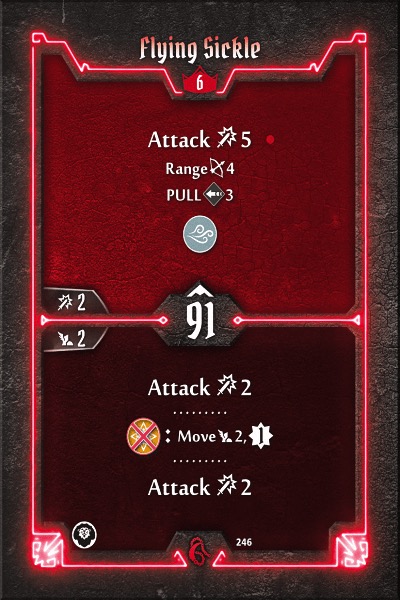 Flying Sickle
6
Attack 5
Range 4
PULL 3
2
91
2
Attack 2
: Move 2, 1
Attack 2
246